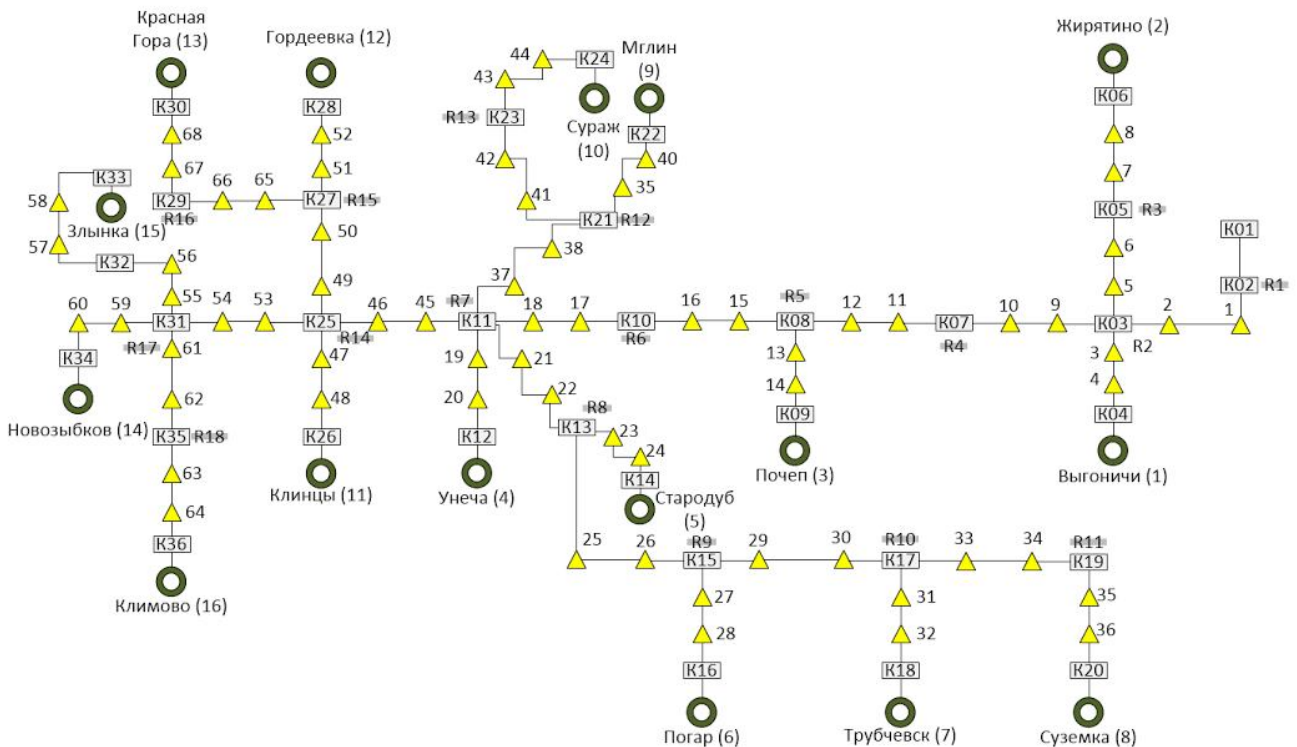 Красная
Гора (13)
Гордеевка (12)
Мглин
(9)
Жирятино (2)
44
К24
43
К30
К28
К06
К23
R13
Сураж
(10)
К22
68
52
8
42
40
67
51
7
К33
58
Злынка (15)
К29
R16
66
65
К27
R15
41
35
К21
R12
К05
R3
К01
57
К32
56
50
38
6
К02
R1
55
49
37
5
60
59
К31
54
53
К25
46
45
R7
К11
18
17
К10
16
15
R5
К08
12
11
К07
10
9
К03
2
1
R17
R14
R6
R4
R2
61
47
19
21
13
3
К34
62
48
20
22
14
4
Новозыбков (14)
К35
R18
К26
К12
К13
R8
23
24
К14
К09
К04
63
Клинцы (11)
Унеча (4)
Стародуб
(5)
Почеп (3)
Выгоничи (1)
64
К36
25
26
R9
К15
29
30
R10
К17
33
34
R11
К19
Климово (16)
27
31
35
28
32
36
К16
К18
К20
Погар (6)
Трубчевск (7)
Суземка (8)